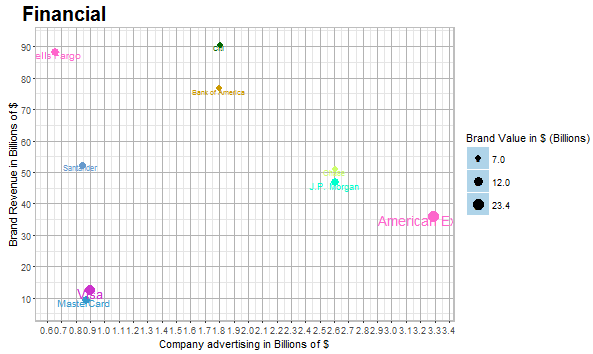 Financial
90
80
70
60
50
40
30
20
10
Brand Revenue in Billions of $
Citi
ells Fargo
Bank of America
Santander
J.P. Morgan
American Ex
Visa
MasterCard
0.6 0.7 0.8 0.9 1.0 1.1 1.2 1.3 1.4 1.5 1.6 1.7 1.8 1.9 2.0 2.1 2.2 2.3 2.4 2.5 2.6 2.7 2.8 2.9 3.0 3.1 3.2 3.3 3.4
Company advertising in Billions of $
Brand Value in $ (Billions)
7.0
12.0
23.4